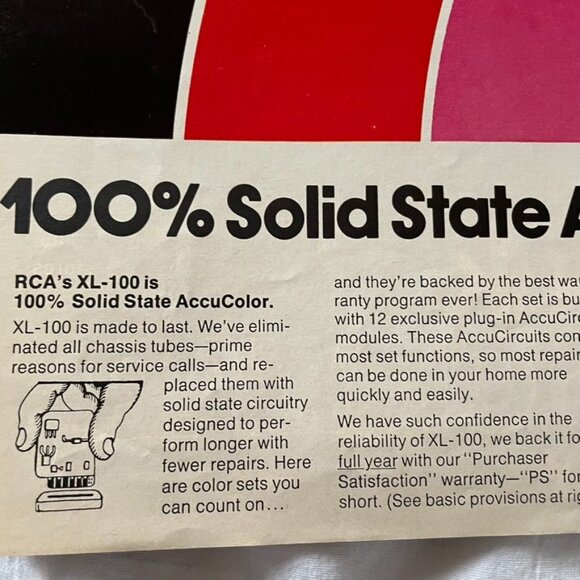 100% Solid State A
RCA's XL-100 is
100% Solid State AccuColor.
XL-100 is made to last. We've elimi-
nated all chassis tubes—prime
reasons for service calls—and re-
placed them with
solid state circuitry
designed to per-
form longer with
fewer repairs. Here
are color sets you
can count on...
and they're backed by the best war-
ranty program ever! Each set is bu
with 12 exclusive plug-in AccuCir
modules. These AccuCircuits con
most set functions, so most repair
can be done in your home more
quickly and easily.
We have such confidence in the
reliability of XL-100, we back it fo
full year with our "Purchaser
Satisfaction" warranty—"PS" for
short. (See basic provisions at rig